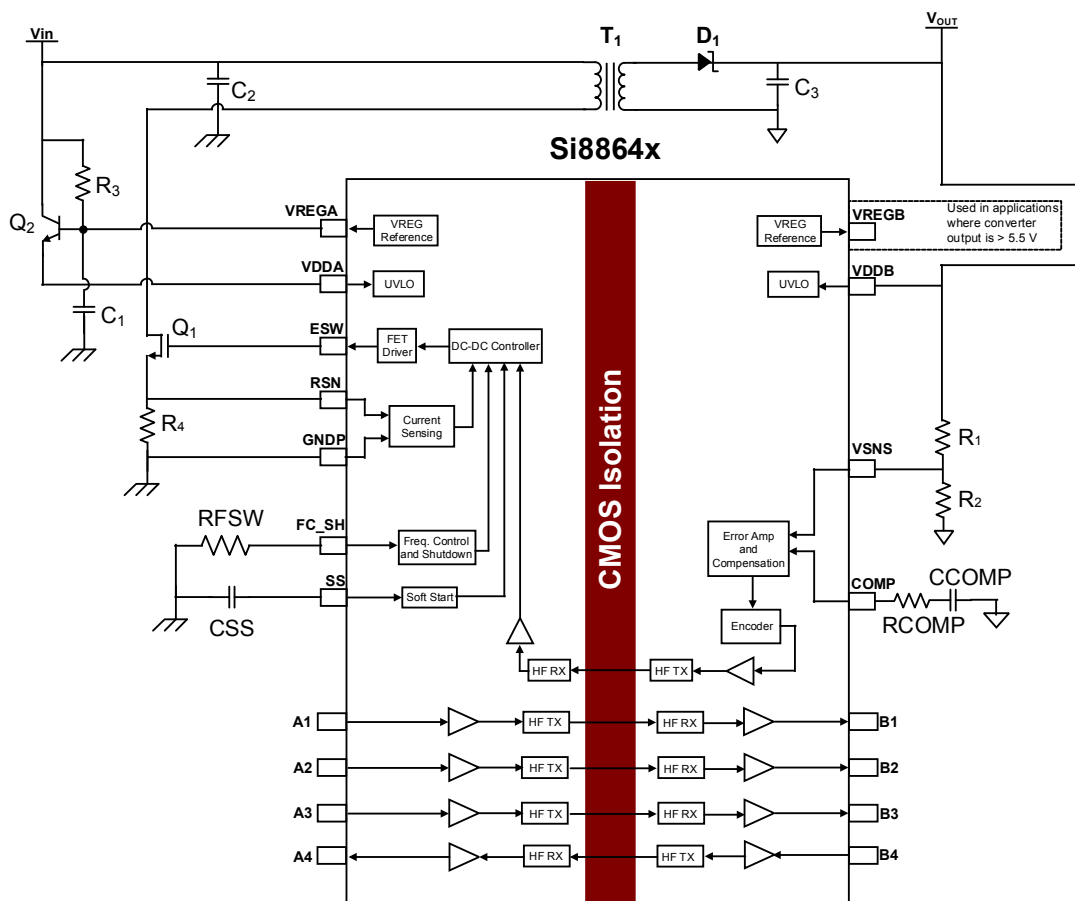 Vin
VOUT
T1
D1
C2
C3
Si8864x
R3
Q2
VREGA
VREG
Reference
VREG
Reference
VREGB
Used in applications
where converter
output is > 5.5 V
VDDA
UVLO
UVLO
VDDB
C1
Q1
ESW
FET
Driver
DC-DC Controller
RSN
Current
Sensing
R4
GNDP
CMOS Isolation
R1
VSNS
R2
RFSW
FC_SH
Freq. Control
and Shutdown
Error Amp
and
Compensation
SS
Soft Start
CSS
COMP
CCOMP
RCOMP
Encoder
HF RX
HF TX
A1
HF TX
HF RX
B1
A2
HF TX
HF RX
B2
A3
HF TX
HF RX
B3
A4
HF RX
HF TX
B4